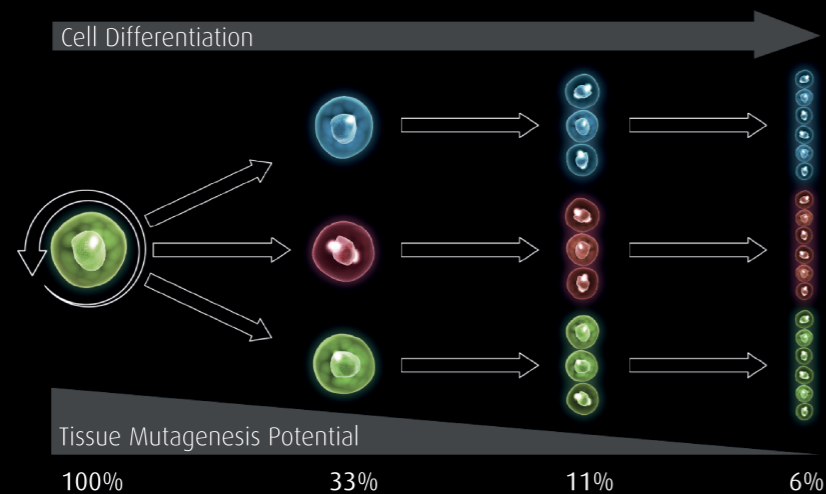 Cell Differentiation
Tissue Mutagenesis Potential
100% 33% 11% 6%